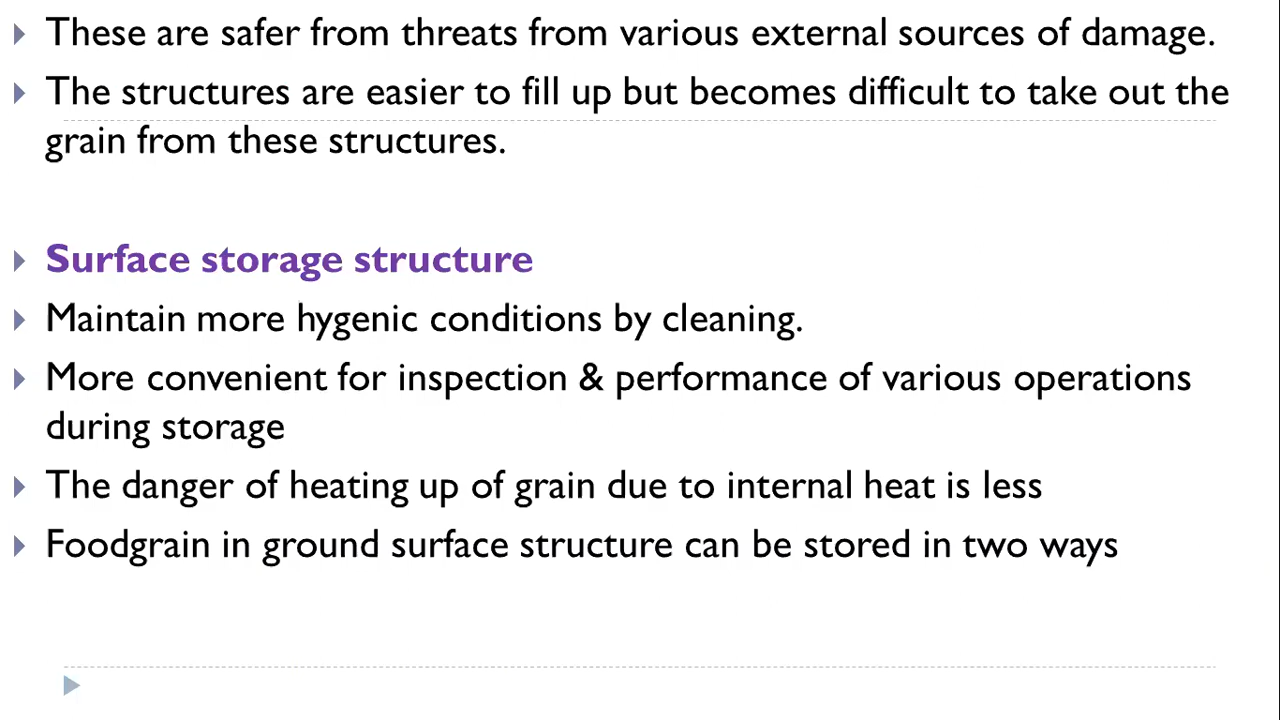 These are safer from threats from various external sources of damage.
The structures are easier to fill up but becomes difficult to take out the
grain from these structures.
Surface storage structure
Maintain more hygenic conditions by cleaning.
More convenient for inspection & performance of various operations
during storage
The danger of heating up of grain due to internal heat is less
Foodgrain in ground surface structure can be stored in two ways